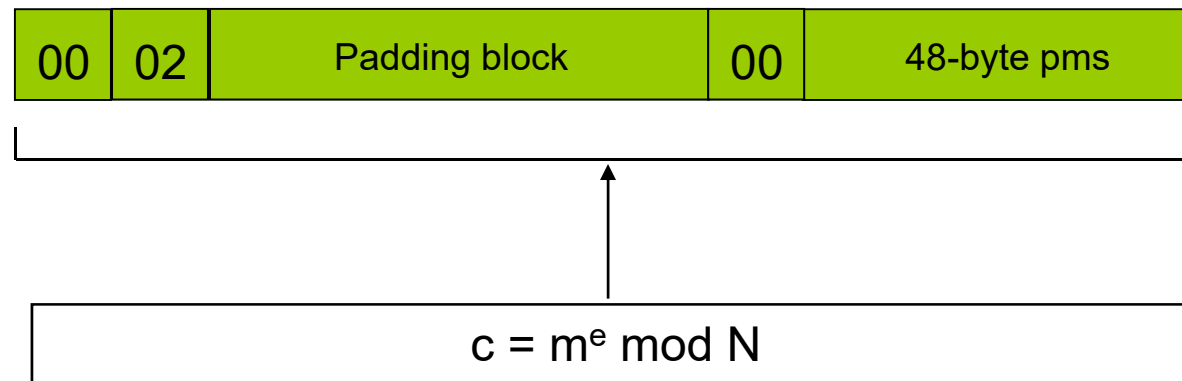 00 02 Padding block 00 48-byte pms
c = mᵉ mod N